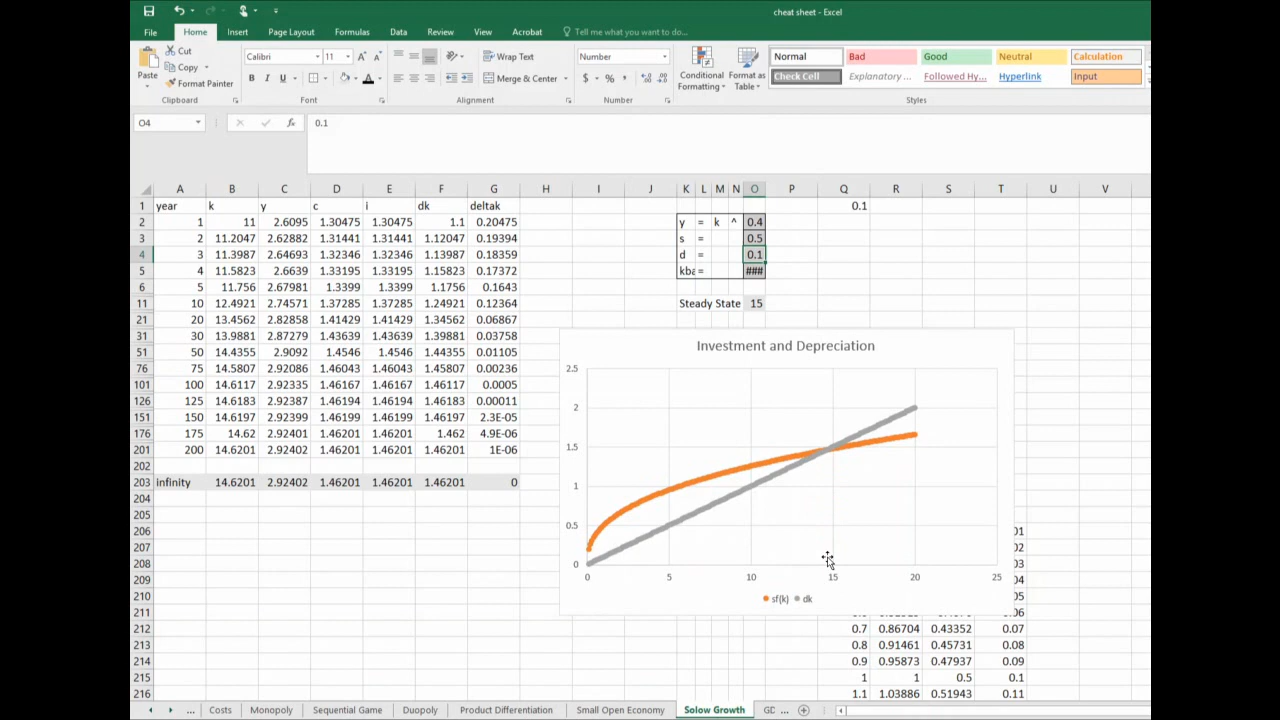 cheat sheet - Excel
File Home Insert Formulas Page Layout Data Review View Acrobat Tell me what you want to do...
Cut
Copy
Format Painter
Paste
Calibri 11 A A
B I U A
Wrap Text
Merge & Center
Number
$ % ,
Conditional Formatting
Format as Table
Normal Bad Good Neutral Calculation
Check Cell Explanatory ... Followed Hy... Hyperlink Input
Clipboard Font Alignment Number Styles
O4 fx 0.1
A B C D E F G H I J K L M N O P Q R S T U V
1 year k y c i dk deltak 0.1
2 1 11 2.6095 1.30475 1.30475 1.1 0.20475 y = k ^ 0.4
3 2 11.2047 2.62882 1.31441 1.31441 1.12047 0.19394 s = 0.5
4 3 11.3987 2.64693 1.32346 1.32346 1.13987 0.18359 d = 0.1
5 4 11.5823 2.6639 1.33195 1.33195 1.15823 0.17372 kba = ###
6 5 11.756 2.67981 1.3399 1.3399 1.1756 0.1643
11 10 12.4921 2.74571 1.37285 1.37285 1.24921 0.12364 Steady State 15
21 20 13.4562 2.82858 1.41429 1.41429 1.34562 0.06867
31 30 13.9881 2.87279 1.43639 1.43639 1.39881 0.03758
51 50 14.4355 2.9092 1.4546 1.4546 1.44355 0.01105
76 75 14.5807 2.92086 1.46043 1.46043 1.45807 0.00236
101 100 14.6117 2.92335 1.46167 1.46167 1.46117 0.0005
126 125 14.6183 2.92387 1.46194 1.46194 1.46183 0.00011
151 150 14.6197 2.92399 1.46199 1.46199 1.46197 2.3E-05
176 175 14.62 2.92401 1.46201 1.46201 1.462 4.9E-06
201 200 14.6201 2.92402 1.46201 1.46201 1.46201 1E-06
202
203 infinity 14.6201 2.92402 1.46201 1.46201 1.46201 0
204
205
206 01
207 02
208 03
209 04
210 05
211 06
212 0.7 0.86704 0.43352 0.07
213 0.8 0.91461 0.45731 0.08
214 0.9 0.95873 0.47937 0.09
215 1 1 0.5 0.1
216 1.1 1.03886 0.51943 0.11
Investment and Depreciation
2.5
2
1.5
1
0.5
0
0 5 10 15 20 25
sf(k) dk
... Costs Monopoly Sequential Game Duopoly Product Differentiation Small Open Economy Solow Growth GD ...